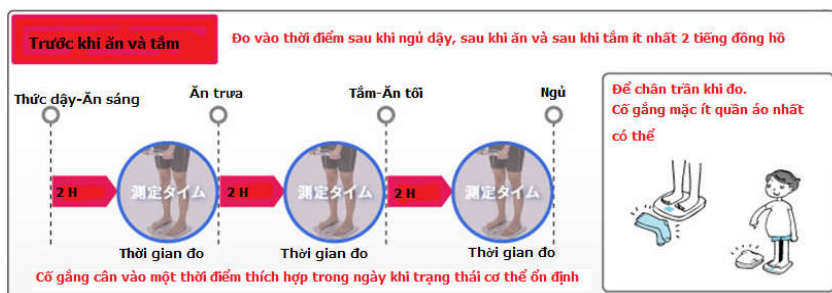 Trước khi ăn và tắm
Đo vào thời điểm sau khi ngủ dậy, sau khi ăn và sau khi tắm ít nhất 2 tiếng đồng hồ
Thức dậy-Ăn sáng
Ăn trưa
Tắm-Ăn tối
Ngủ
2 H
測定タイム
2 H
測定タイム
2 H
測定タイム
Thời gian đo
Thời gian đo
Thời gian đo
Cố gắng cân vào một thời điểm thích hợp trong ngày khi trạng thái cơ thể ổn định
Để chân trần khi đo.
Cố gắng mặc ít quần áo nhất
có thể